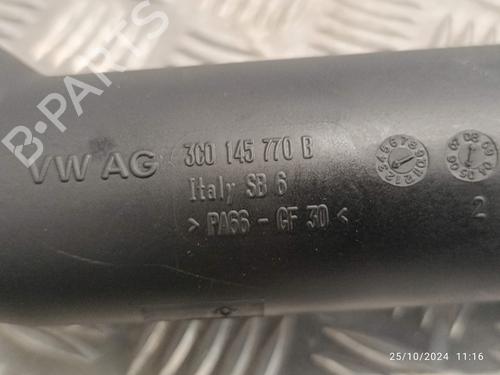 B-PARTS
VW AG
3C0 145 770 B
Italy SB 6
> PA66 - GF 30 <
2
25/10/2024 11:16